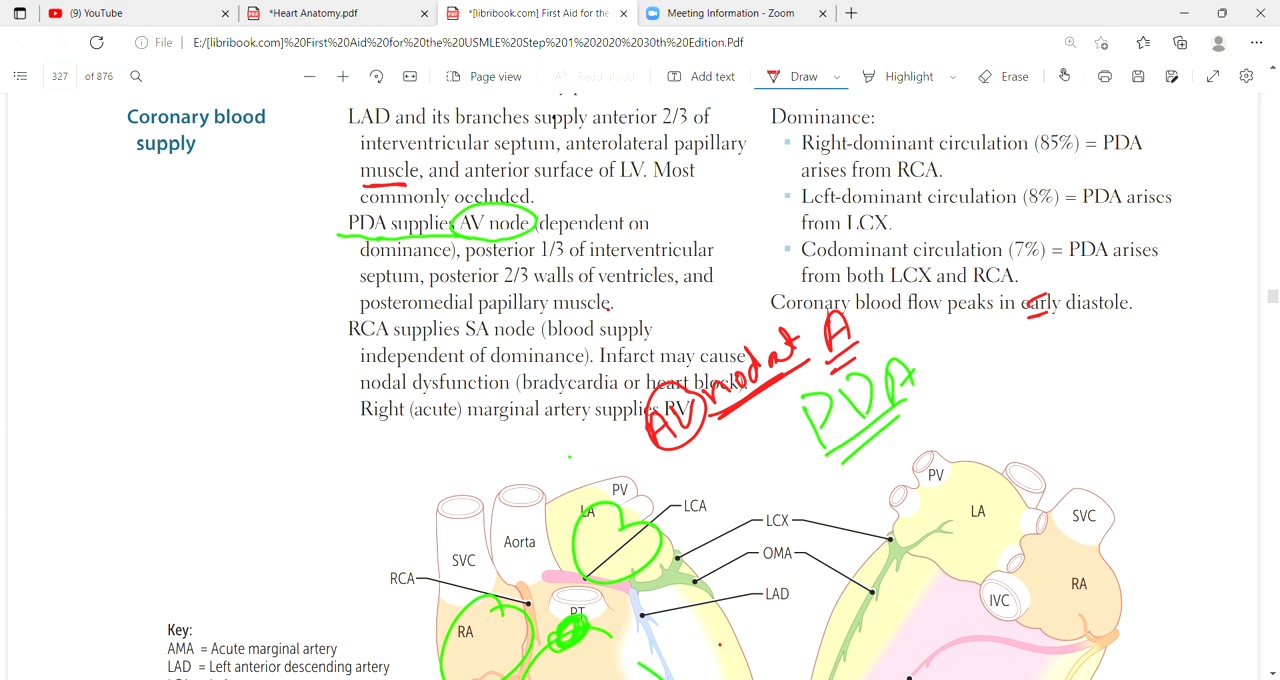 (9) YouTube
*Heart Anatomy.pdf
*[libribook.com] First Aid for the
Meeting Information - Zoom
File
E:/[libribook.com]%20First%20Aid%20for%20the%20USMLE%20Step%201%202020%2030th%20Edition.Pdf
327
of 876
Page view
Read aloud
Add text
Draw
Highlight
Erase
Coronary blood
supply
LAD and its branches supply anterior 2/3 of
interventricular septum, anterolateral papillary
muscle, and anterior surface of LV. Most
commonly occluded.
PDA supplies AV node (dependent on
dominance), posterior 1/3 of interventricular
septum, posterior 2/3 walls of ventricles, and
posteromedial papillary muscle.
RCA supplies SA node (blood supply
independent of dominance). Infarct may cause
nodal dysfunction (bradycardia or heart block).
Right (acute) marginal artery supplies RV.
Dominance:
Right-dominant circulation (85%) = PDA
arises from RCA.
Left-dominant circulation (8%) = PDA arises
from LCX.
Codominant circulation (7%) = PDA arises
from both LCX and RCA.
Coronary blood flow peaks in early diastole.
AV A
PDA
PV
LA
LCA
Aorta
SVC
RCA
PT
RA
LCX
OMA
LAD
PV
LA
SVC
RA
IVC
Key:
AMA = Acute marginal artery
LAD = Left anterior descending artery